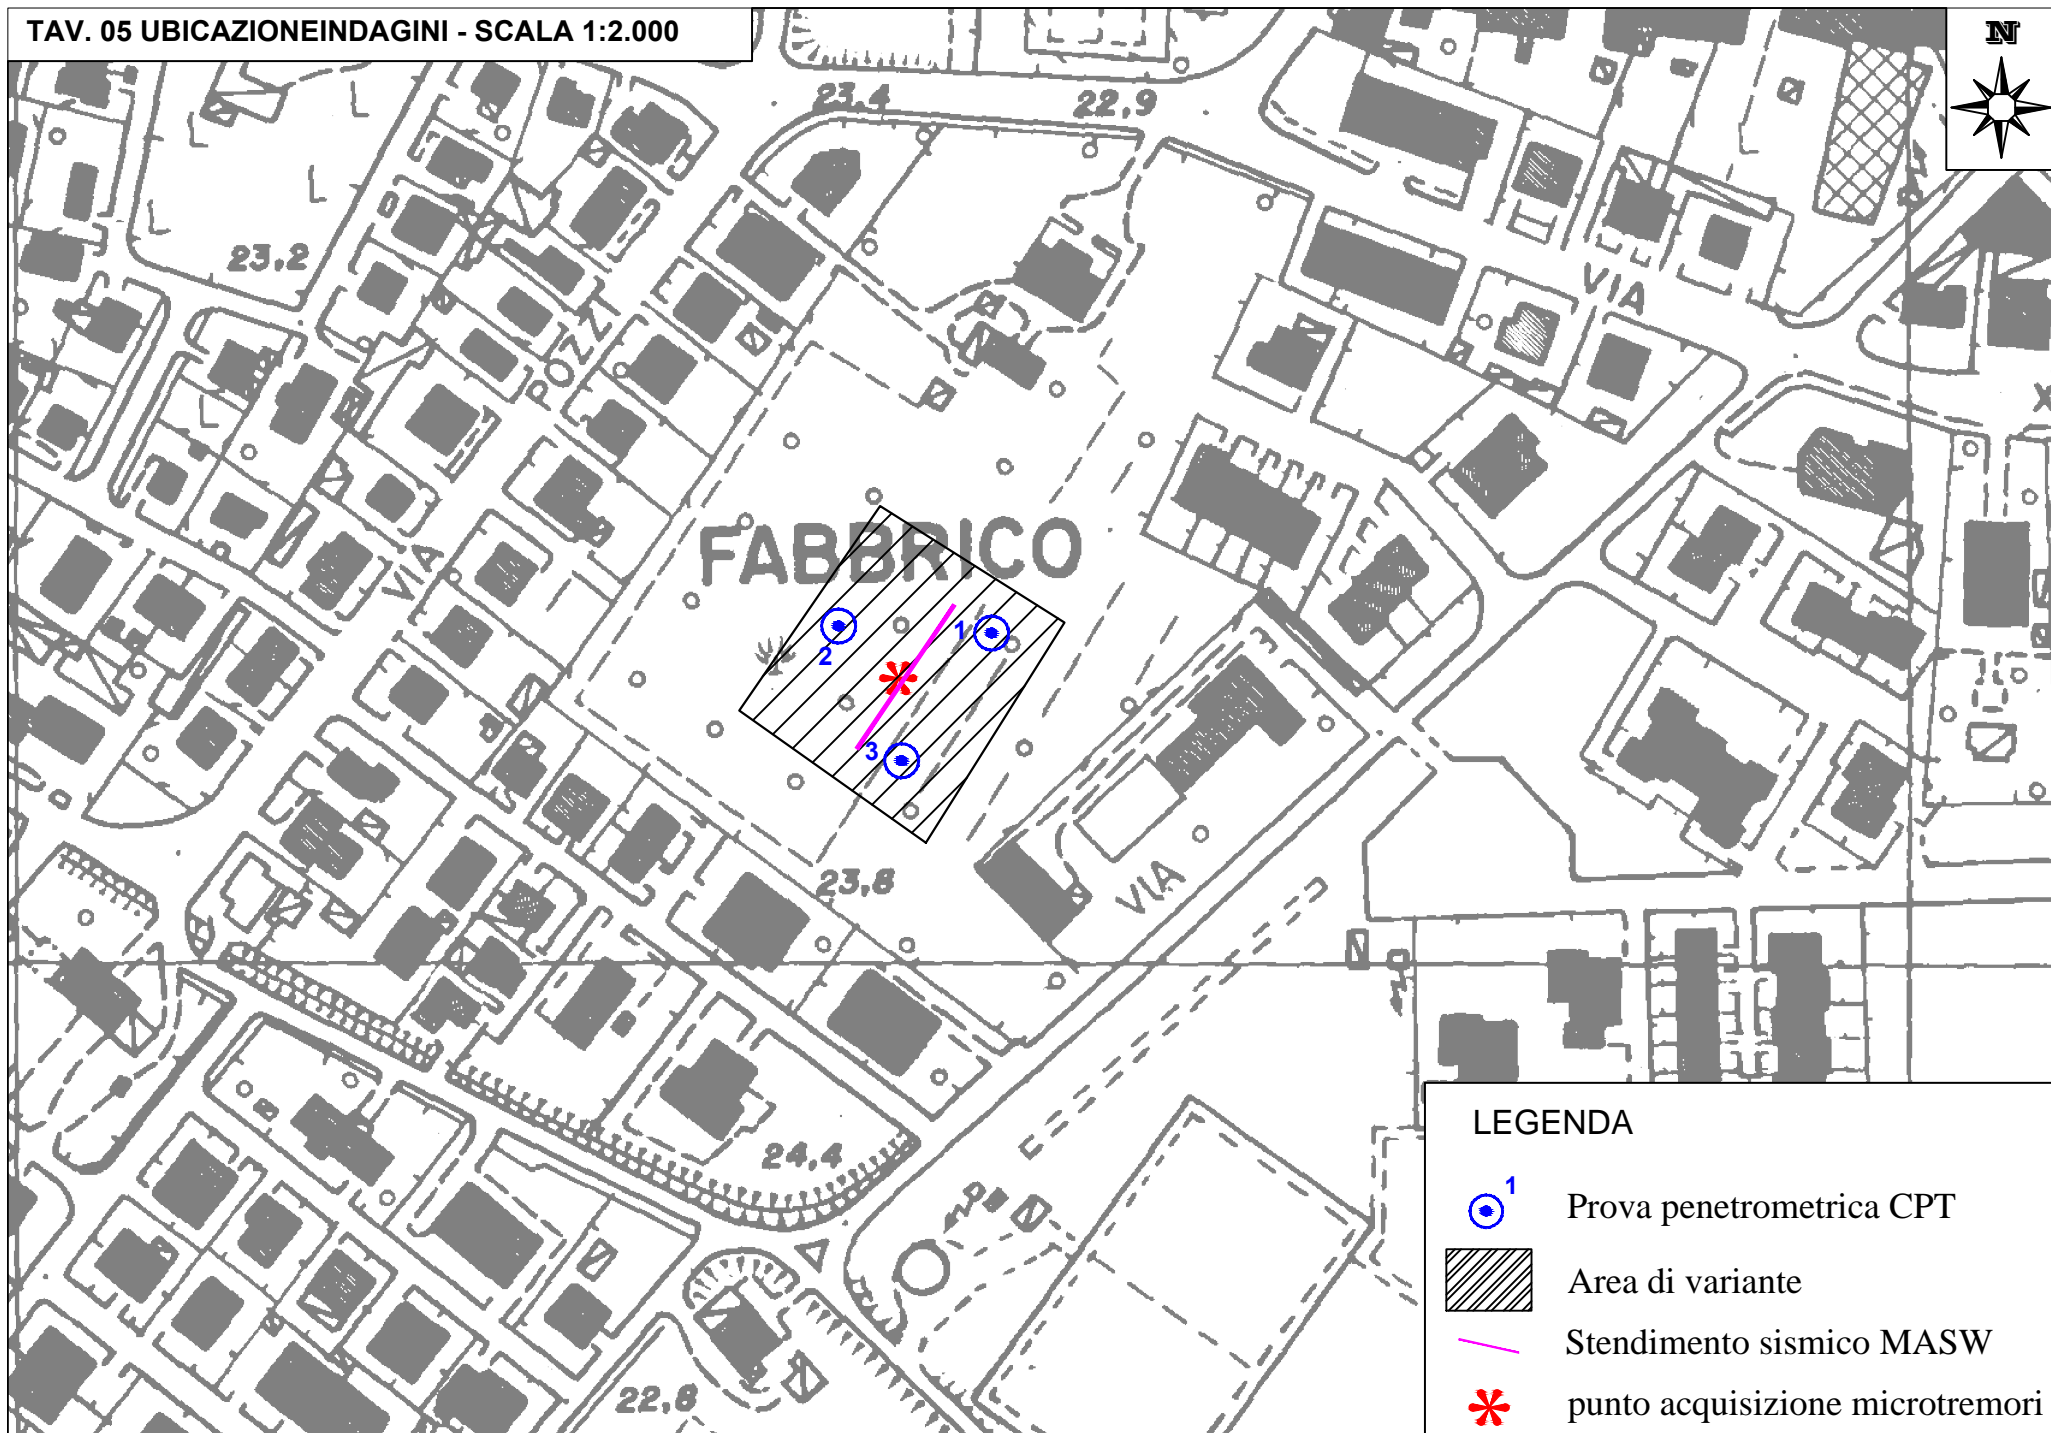 TAV. 05 UBICAZIONEINDAGINI - SCALA 1:2.000
N
23,4
22,9
23,2
VIA
POZZI
X
FABBRICO
VIA
1
2
3
23,8
VIA
24,4
22,8
LEGENDA
1
Prova penetrometrica CPT
Area di variante
Stendimento sismico MASW
punto acquisizione microtremori